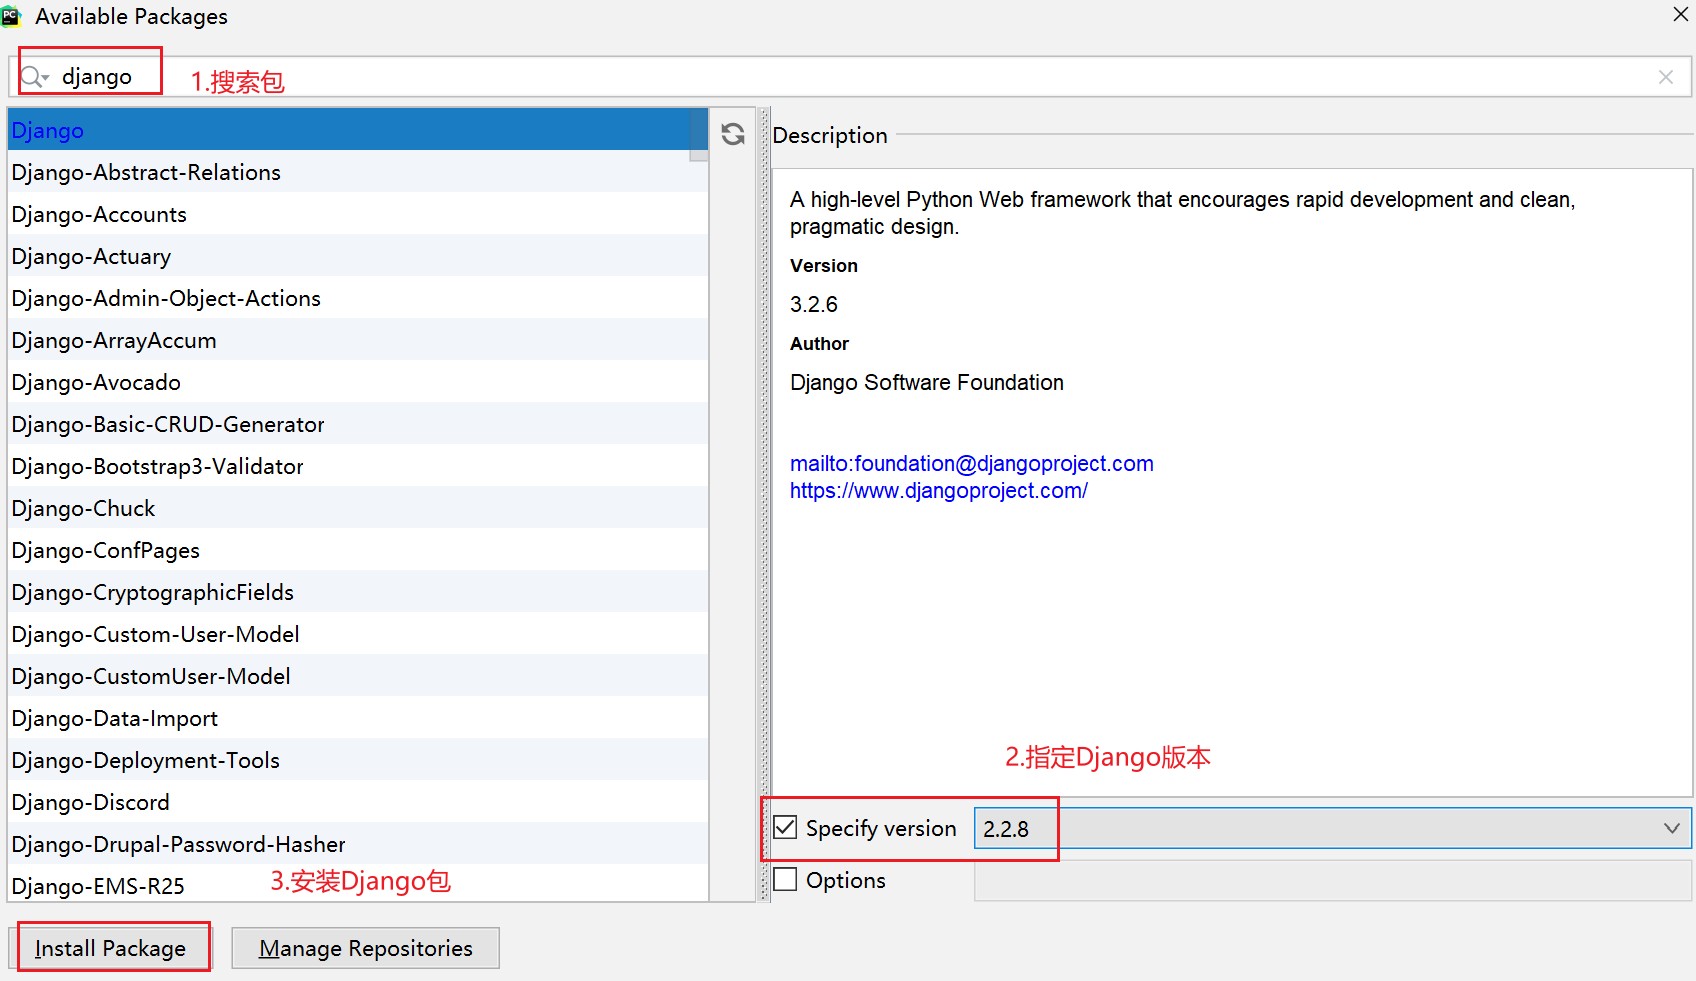 PC
Available Packages
django
1.搜索包
Django
Django-Abstract-Relations
Django-Accounts
Django-Actuary
Django-Admin-Object-Actions
Django-ArrayAccum
Django-Avocado
Django-Basic-CRUD-Generator
Django-Bootstrap3-Validator
Django-Chuck
Django-ConfPages
Django-CryptographicFields
Django-Custom-User-Model
Django-CustomUser-Model
Django-Data-Import
Django-Deployment-Tools
Django-Discord
Django-Drupal-Password-Hasher
Django-EMS-R25
3.安装Django包
Description
A high-level Python Web framework that encourages rapid development and clean,
pragmatic design.
Version
3.2.6
Author
Django Software Foundation
mailto:foundation@djangoproject.com
https://www.djangoproject.com/
2.指定Django版本
Specify version 2.2.8
Options
Install Package
Manage Repositories